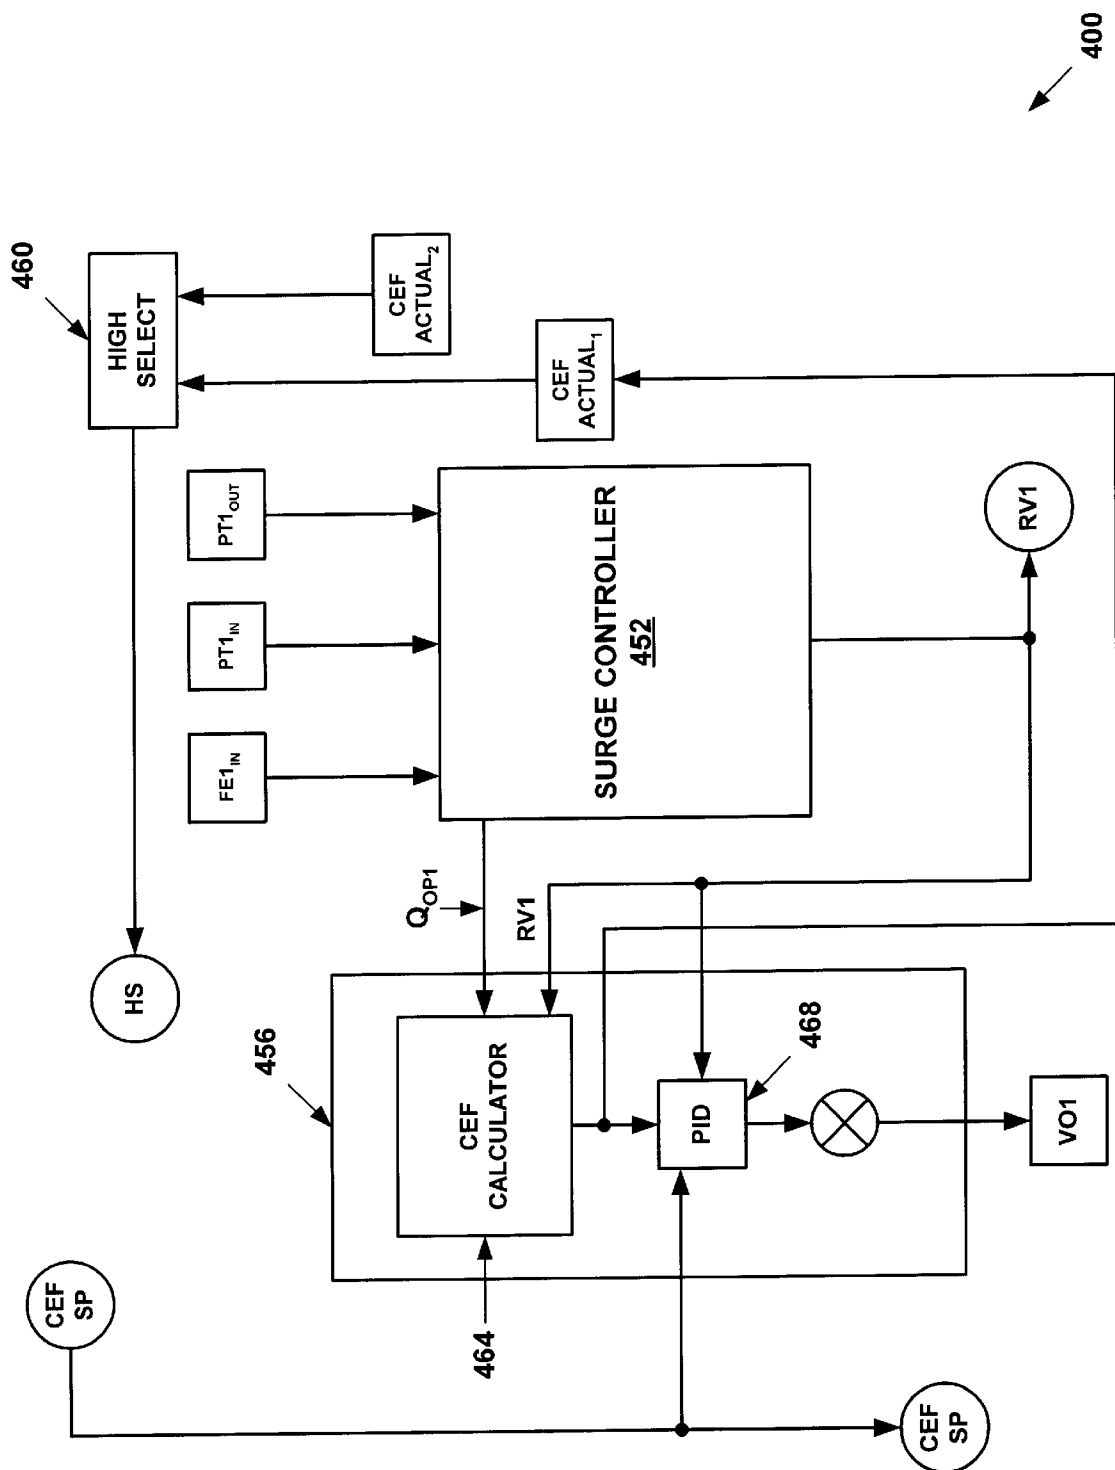 400
460
HIGH
SELECT
CEF
ACTUAL2
CEF
ACTUAL1
PT1OUT
PT1IN
FE1IN
SURGE CONTROLLER
452
RV1
HS
QOP1
RV1
456
CEF
CALCULATOR
464
PID
468
VO1
CEF
SP
CEF
SP